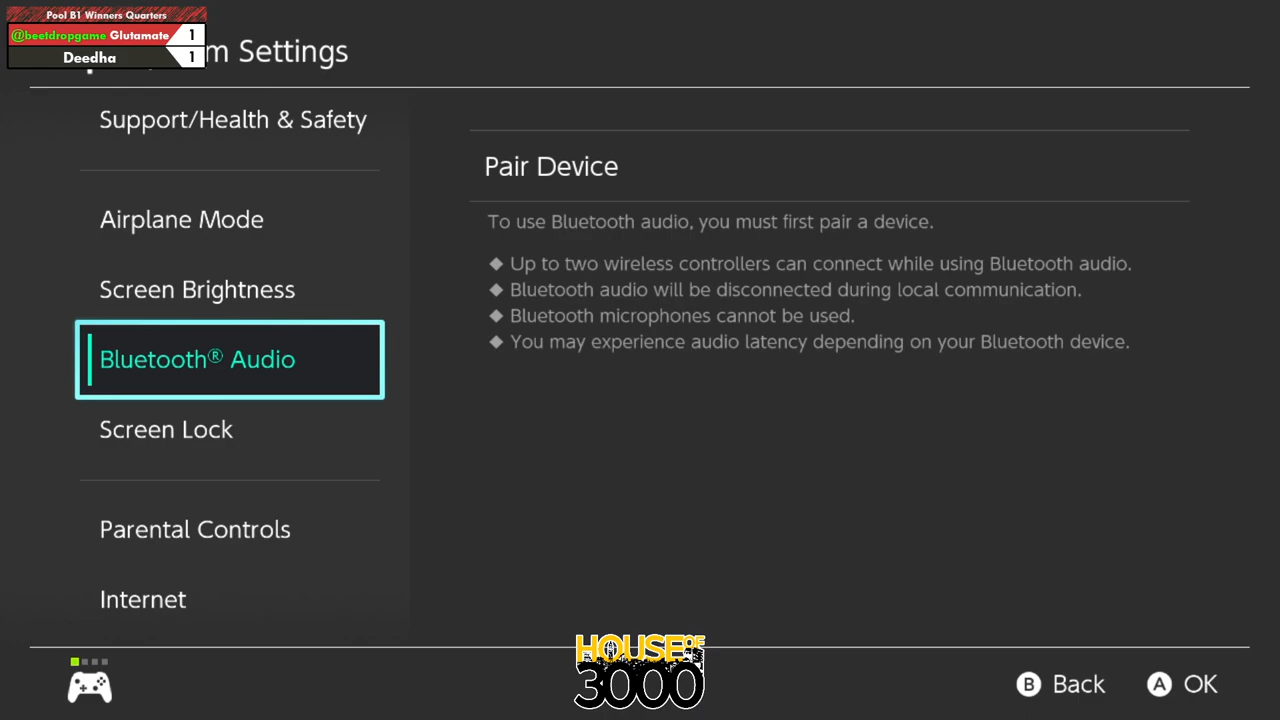 Pool B1 Winners Quarters
@beetdropgame Glutamate 1
Deedha 1
m Settings
Support/Health & Safety
Airplane Mode
Screen Brightness
Bluetooth® Audio
Screen Lock
Parental Controls
Internet
Pair Device
To use Bluetooth audio, you must first pair a device.
◆ Up to two wireless controllers can connect while using Bluetooth audio.
◆ Bluetooth audio will be disconnected during local communication.
◆ Bluetooth microphones cannot be used.
◆ You may experience audio latency depending on your Bluetooth device.
HOUSE OF
3000
B Back A OK